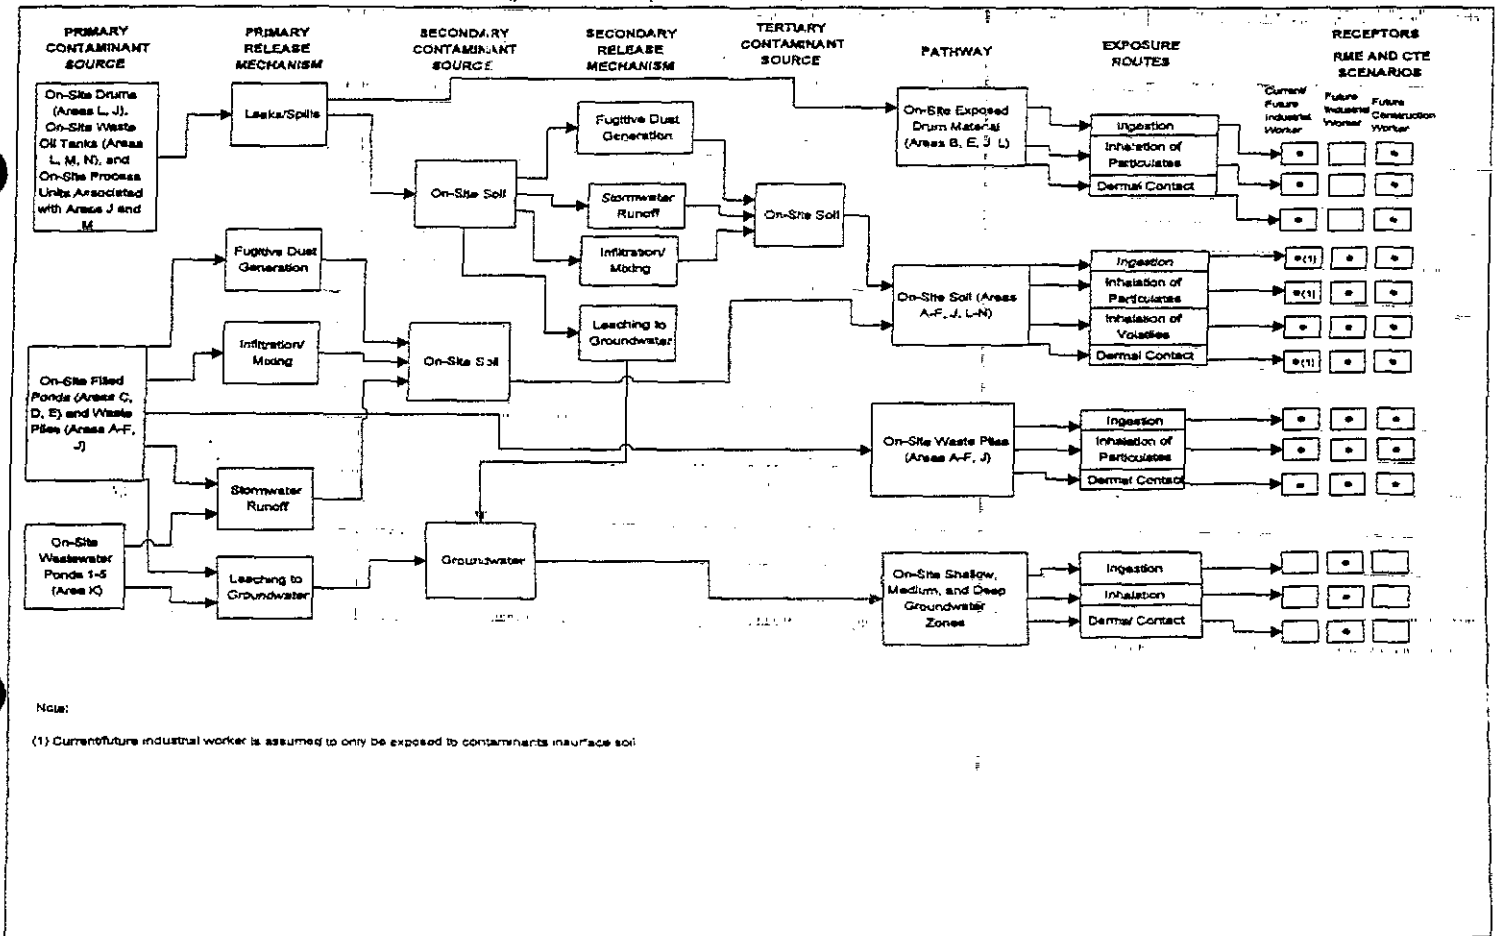 PRIMARY
CONTAMINANT
SOURCE
PRIMARY
RELEASE
MECHANISM
SECONDARY
CONTAMINANT
SOURCE
SECONDARY
RELEASE
MECHANISM
TERTIARY
CONTAMINANT
SOURCE
PATHWAY
EXPOSURE
ROUTES
RECEPTORS
RME AND CTE
SCENARIOS
Current/
Future
Industrial
Worker
Future
Industrial
Worker
Future
Construction
Worker
On-Site Drums
(Areas L, J),
On-Site Waste
Oil Tanks (Areas
L, M, N), and
On-Site Process
Units Associated
with Areas J and
M
Leaks/Spills
Fugitive Dust
Generation
Infiltration/
Mixing
On-Site Filled
Ponds (Areas C,
D, E) and Waste
Piles (Areas A-F,
J)
Stormwater
Runoff
On-Site
Wastewater
Ponds 1-5
(Area K)
Leaching to
Groundwater
On-Site Soil
On-Site Soil
Groundwater
Fugitive Dust
Generation
Stormwater
Runoff
Infiltration/
Mixing
Leaching to
Groundwater
On-Site Soil
On-Site Exposed
Drum Material
(Areas B, E, J L)
Ingestion
Inhalation of
Particulates
Dermal Contact
On-Site Soil (Areas
A-F, J, L-N)
Ingestion
Inhalation of
Particulates
Inhalation of
Volatiles
Dermal Contact
(1)
(1)
(1)
On-Site Waste Piles
(Areas A-F, J)
Ingestion
Inhalation of
Particulates
Dermal Contact
On-Site Shallow,
Medium, and Deep
Groundwater
Zones
Ingestion
Inhalation
Dermal Contact
Note:
(1) Current/future industrial worker is assumed to only be exposed to contaminants insurface soil